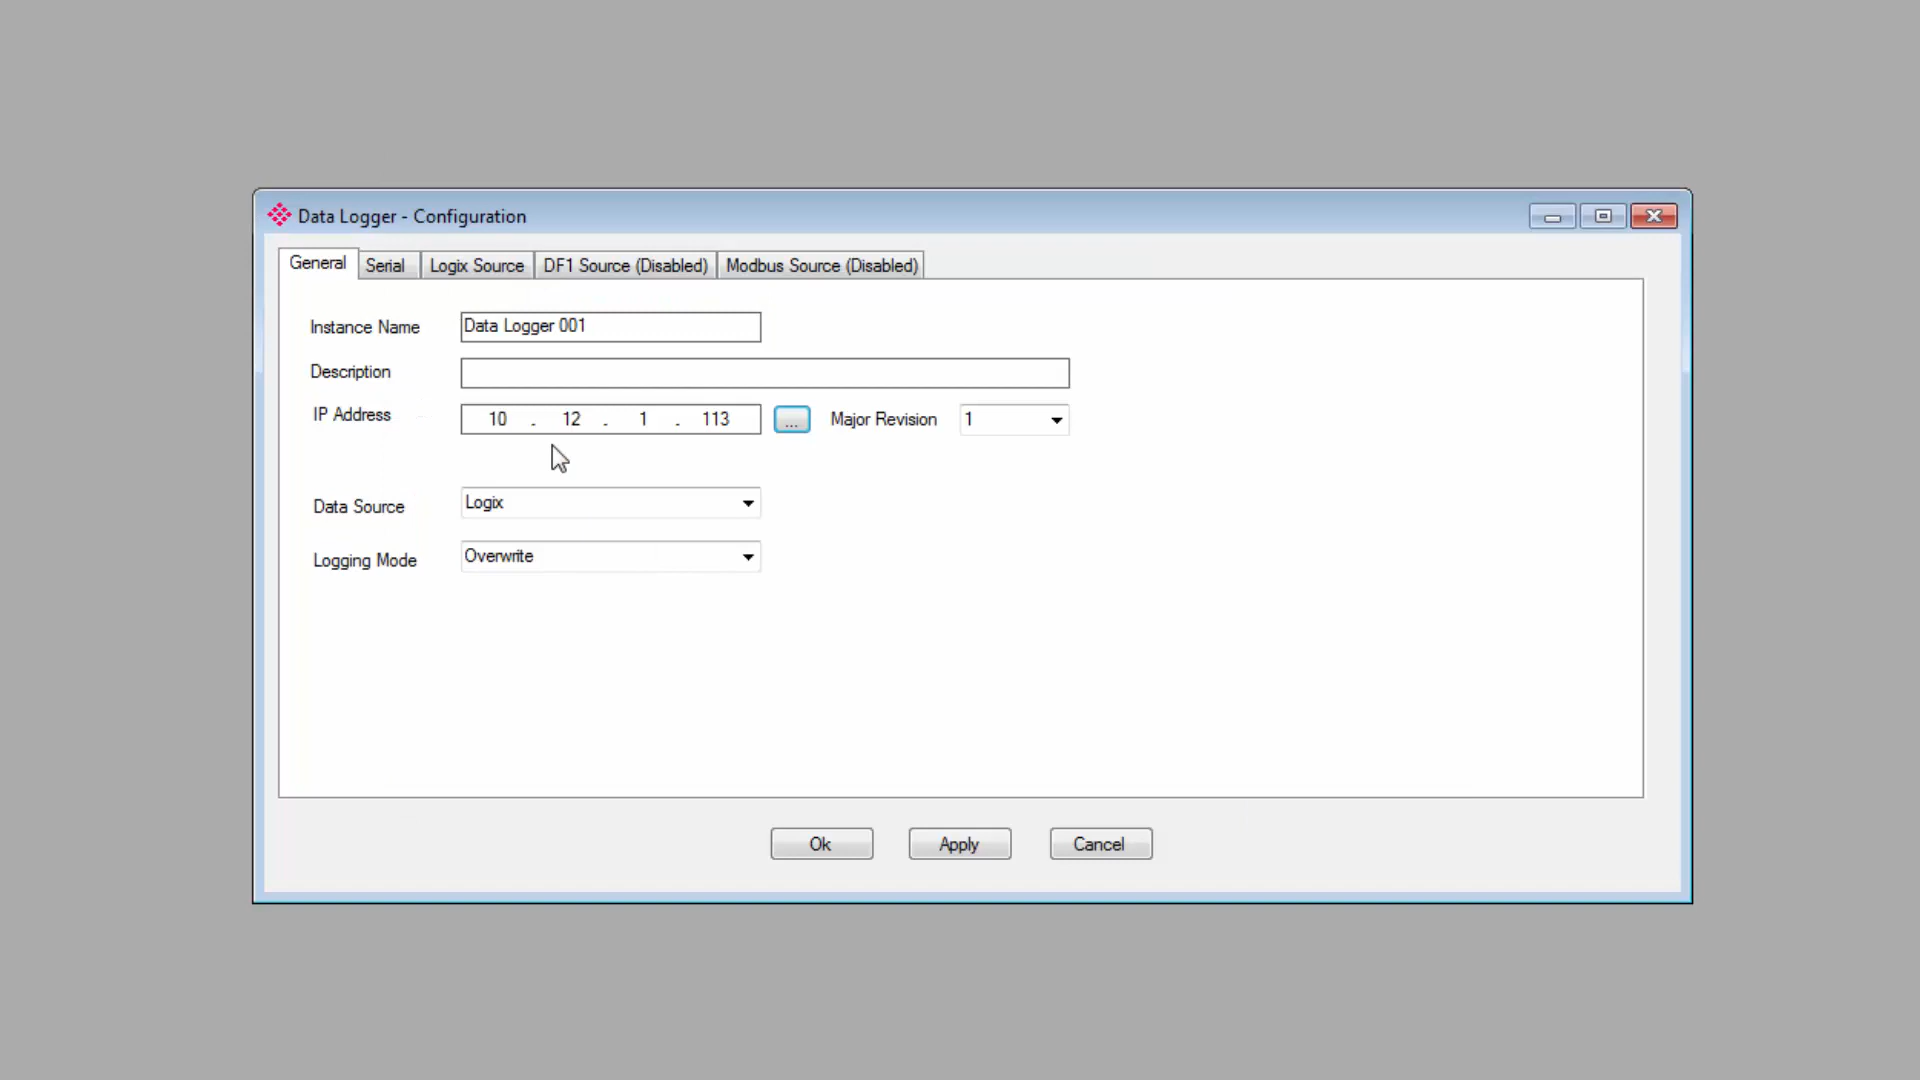 Data Logger - Configuration
General Serial Logix Source DF1 Source (Disabled) Modbus Source (Disabled)
Instance Name Data Logger 001
Description
IP Address 10 . 12 . 1 . 113 ... Major Revision 1
Data Source Logix
Logging Mode Overwrite
Ok Apply Cancel